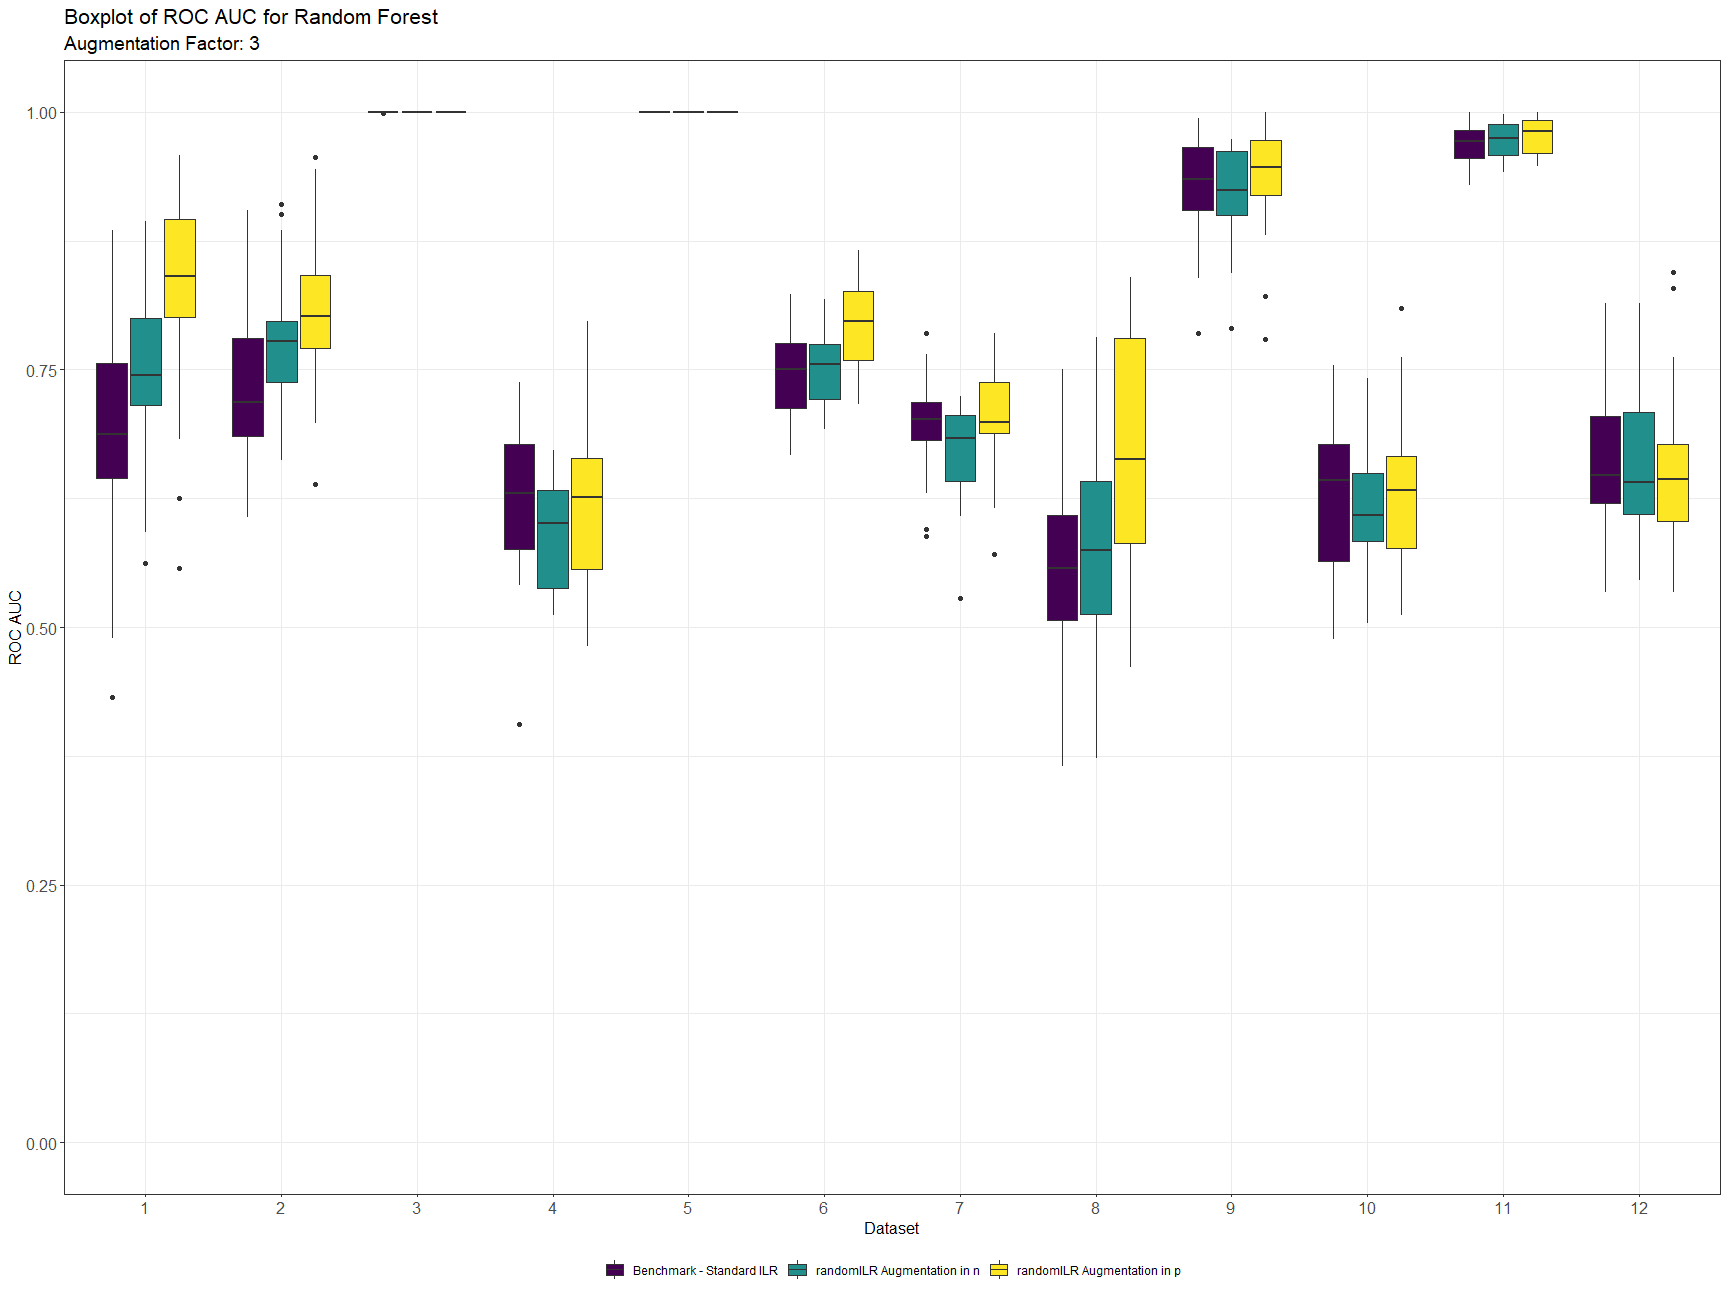 Boxplot of ROC AUC for Random Forest
Augmentation Factor: 3
1.00
0.75
0.50
0.25
0.00
ROC AUC
1 2 3 4 5 6 7 8 9 10 11 12
Dataset
Benchmark - Standard ILR randomILR Augmentation in n randomILR Augmentation in p